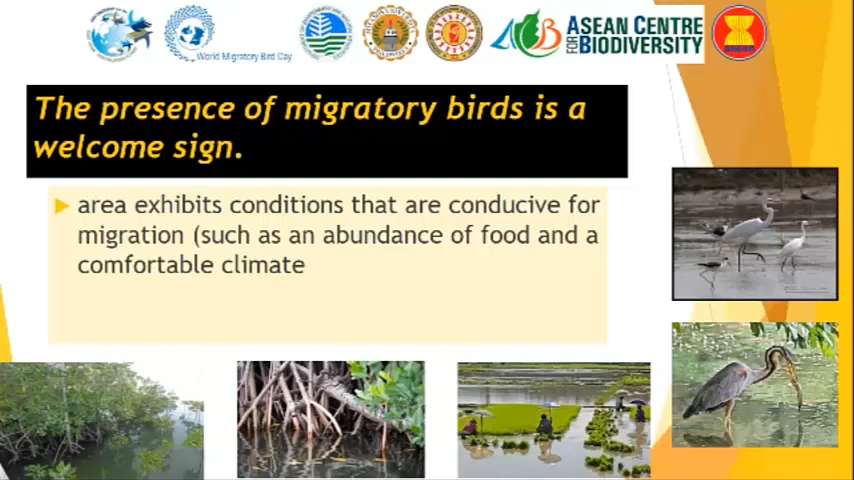 World Migratory Bird Day
ASEAN CENTRE
FOR BIODIVERSITY
asean
The presence of migratory birds is a
welcome sign.
area exhibits conditions that are conducive for
migration (such as an abundance of food and a
comfortable climate